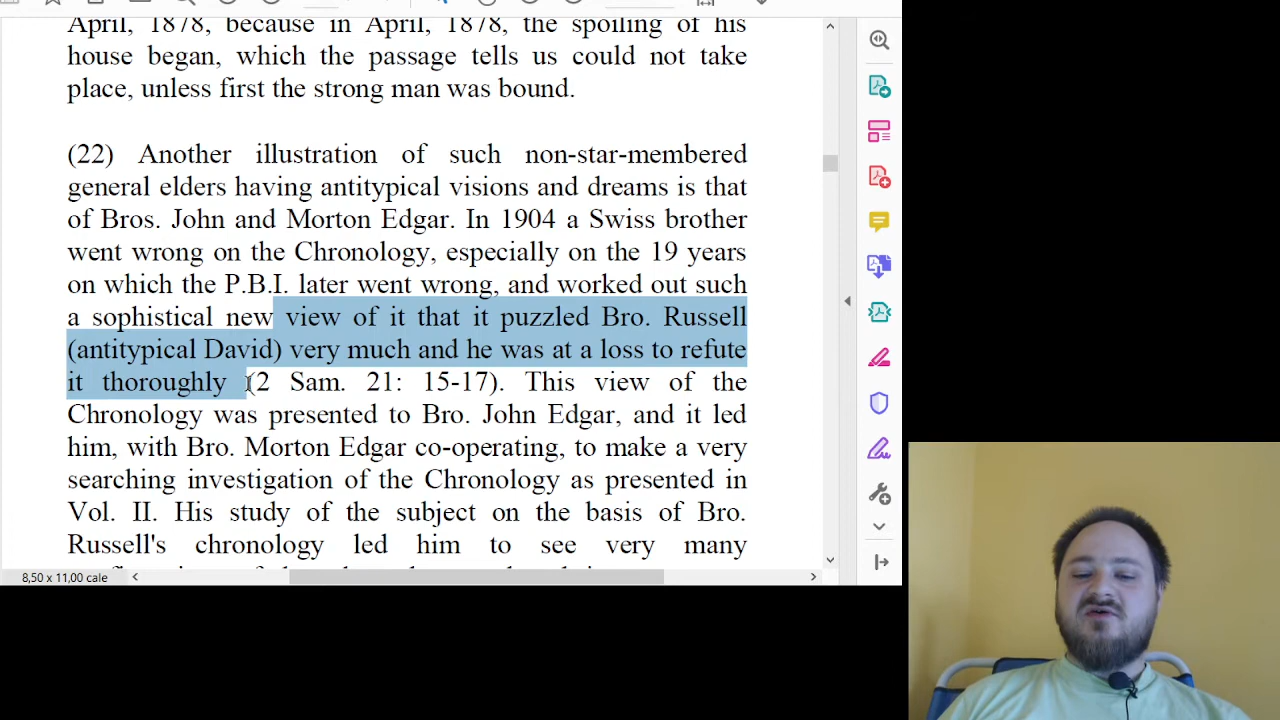 April, 1878, because in April, 1878, the spoiling of his
house began, which the passage tells us could not take
place, unless first the strong man was bound.
(22) Another illustration of such non-star-membered
general elders having antitypical visions and dreams is that
of Bros. John and Morton Edgar. In 1904 a Swiss brother
went wrong on the Chronology, especially on the 19 years
on which the P.B.I. later went wrong, and worked out such
a sophistical new view of it that it puzzled Bro. Russell
(antitypical David) very much and he was at a loss to refute
it thoroughly (2 Sam. 21: 15-17). This view of the
Chronology was presented to Bro. John Edgar, and it led
him, with Bro. Morton Edgar co-operating, to make a very
searching investigation of the Chronology as presented in
Vol. II. His study of the subject on the basis of Bro.
Russell's chronology led him to see very many
8,50 x 11,00 cale